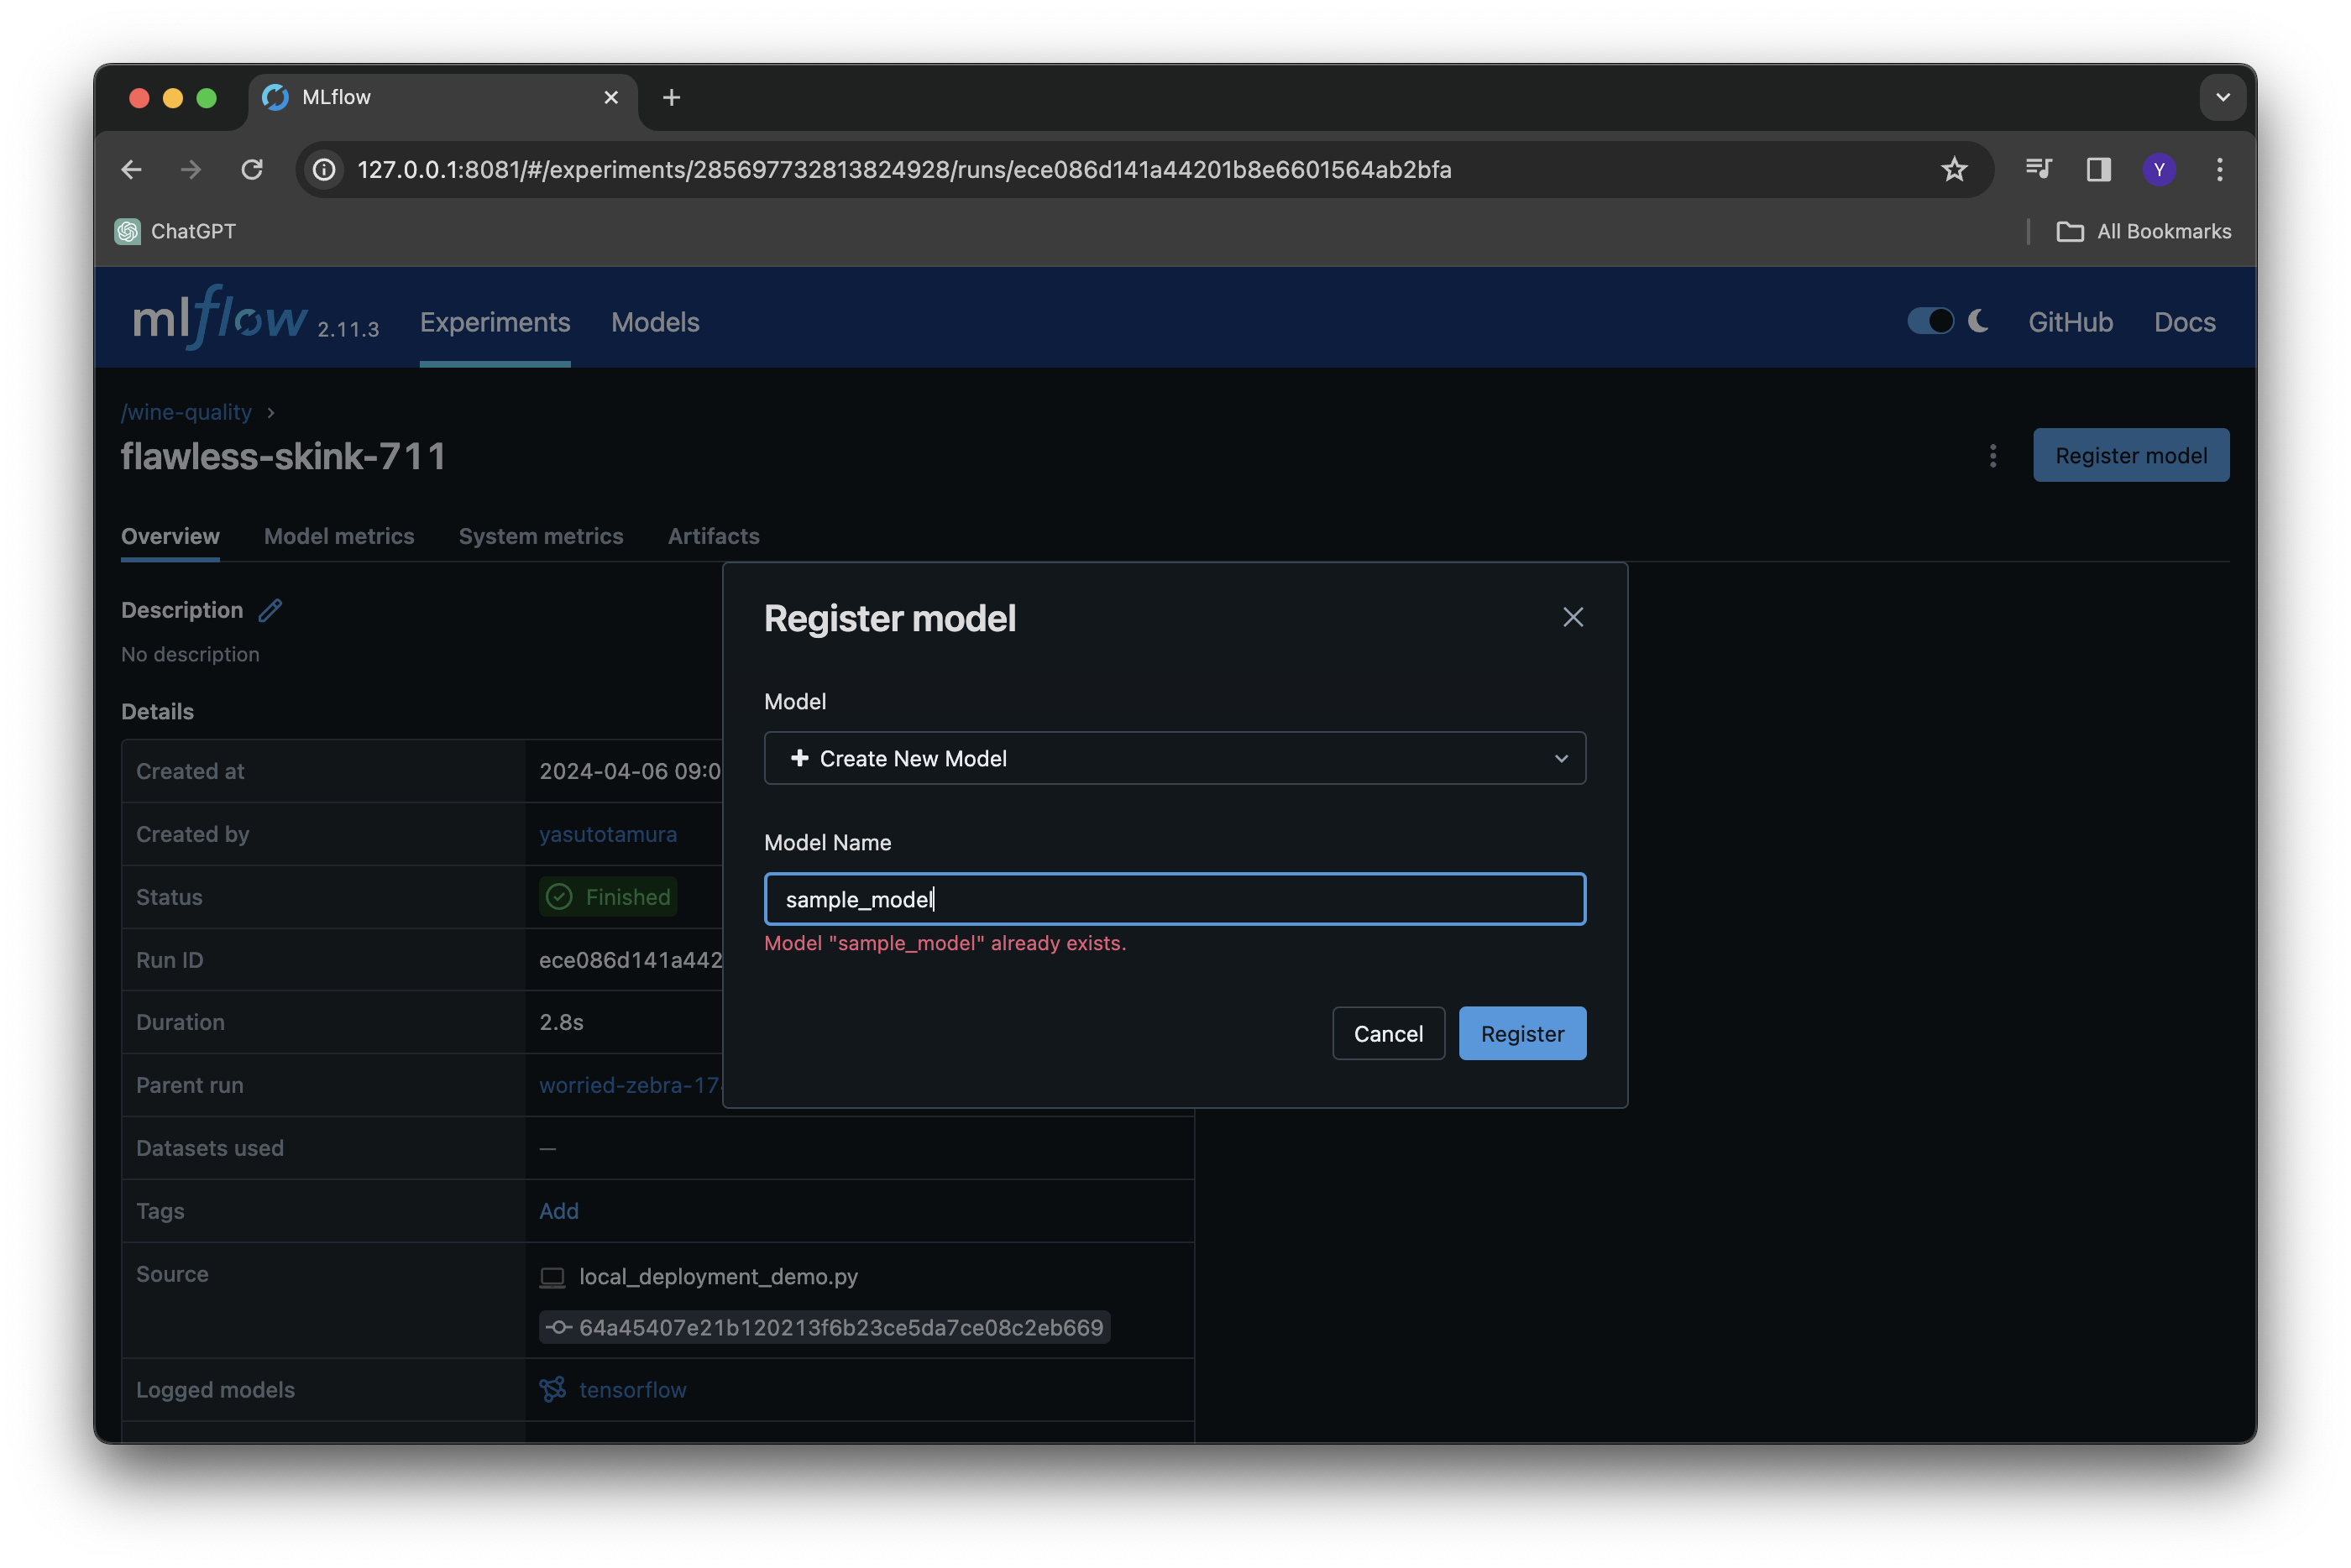 MLflow
127.0.0.1:8081/#/experiments/285697732813824928/runs/ece086d141a44201b8e6601564ab2bfa
Y
ChatGPT
All Bookmarks
mlflow 2.11.3 Experiments Models GitHub Docs
/wine-quality
flawless-skink-711
Register model
Overview Model metrics System metrics Artifacts
Description
No description
Details
Created at 2024-04-06 09:0
Created by yasutotamura
Status Finished
Run ID ece086d141a442
Duration 2.8s
Parent run worried-zebra-17
Datasets used —
Tags Add
Source local_deployment_demo.py
64a45407e21b120213f6b23ce5da7ce08c2eb669
Logged models tensorflow
Register model
Model
Create New Model
Model Name
sample_model
Model "sample_model" already exists.
Cancel Register